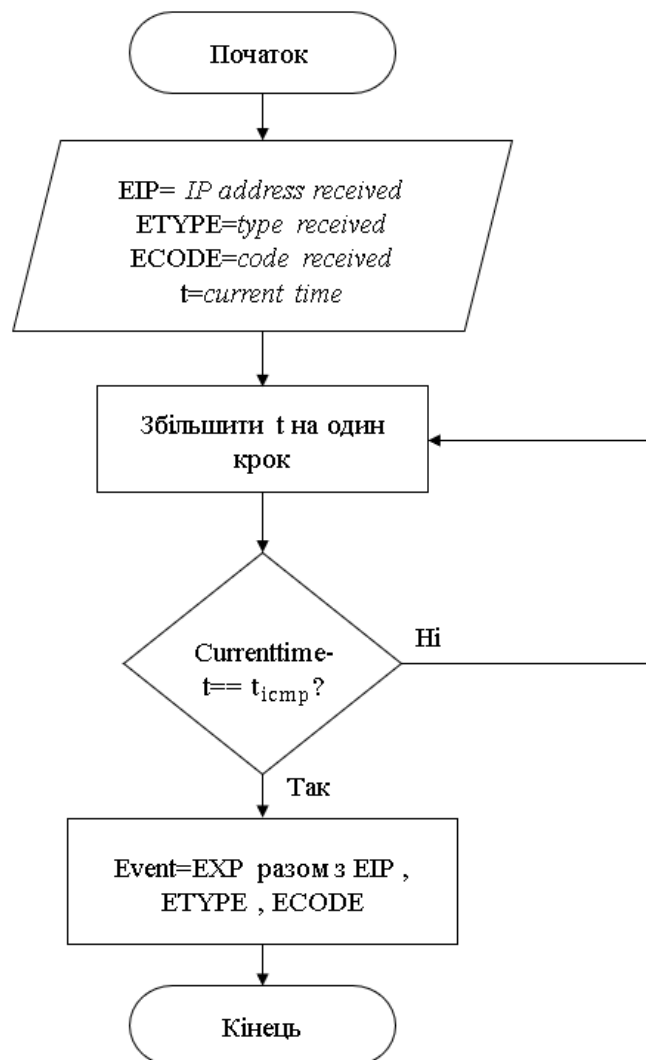 Початок
EIP= IP address received
ETYPE=type received
ECODE=code received
t=current time
Збільшити t на один
крок
Currenttime-
t== t_icmp?
Ні
Так
Event=EXP разом з EIP ,
ETYPE , ECODE
Кінець